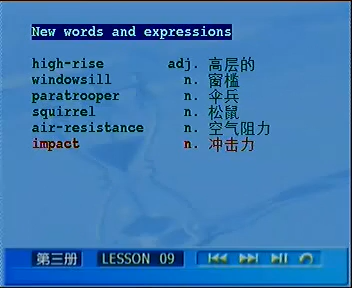 New words and expressions
high-rise adj. 高层的
windowsill n. 窗槛
paratrooper n. 伞兵
squirrel n. 松鼠
air-resistance n. 空气阻力
impact n. 冲击力
第三册 LESSON 09